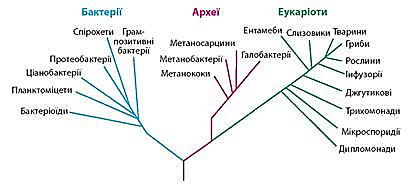 Бактерії
Археї
Еукаріоти
Спірохети
Грам-
позитивні
бактерії
Протеобактерії
Ціанобактерії
Планктоміцети
Бактеріоїди
Метаносарцини
Метанобактерії
Метанококи
Галобактерії
Ентамеби
Слизовики
Тварини
Гриби
Рослини
Інфузорії
Джгутикові
Трихомонади
Мікроспоридії
Дипломонади